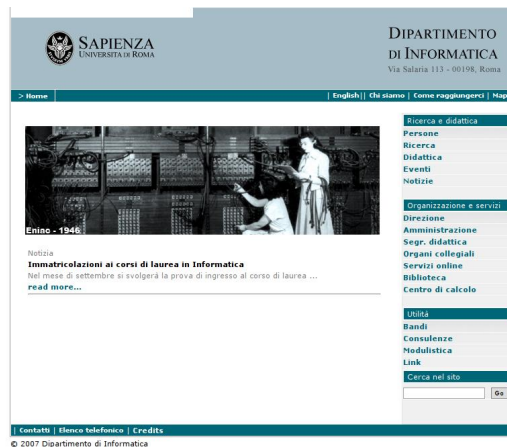 SAPIENZA
UNIVERSITÀ DI ROMA
DIPARTIMENTO
DI INFORMATICA
Via Salaria 113 - 00198, Roma
> Home
| English | | Chi siamo | Come raggiungerci | Map
Eninc - 1946
Notizia
Immatricolazioni ai corsi di laurea in Informatica
Nel mese di settembre si svolgerà la prova di ingresso al corso di laurea ...
read more...
Ricerca e didattica
Persone
Ricerca
Didattica
Eventi
Notizie
Organizzazione e servizi
Direzione
Amministrazione
Segr. didattica
Organi collegiali
Servizi online
Biblioteca
Centro di calcolo
Utilità
Bandi
Consulenze
Modulistica
Link
Cerca nel sito
Go
| Contatti | Elenco telefonico | Credits
© 2007 Dipartimento di Informatica